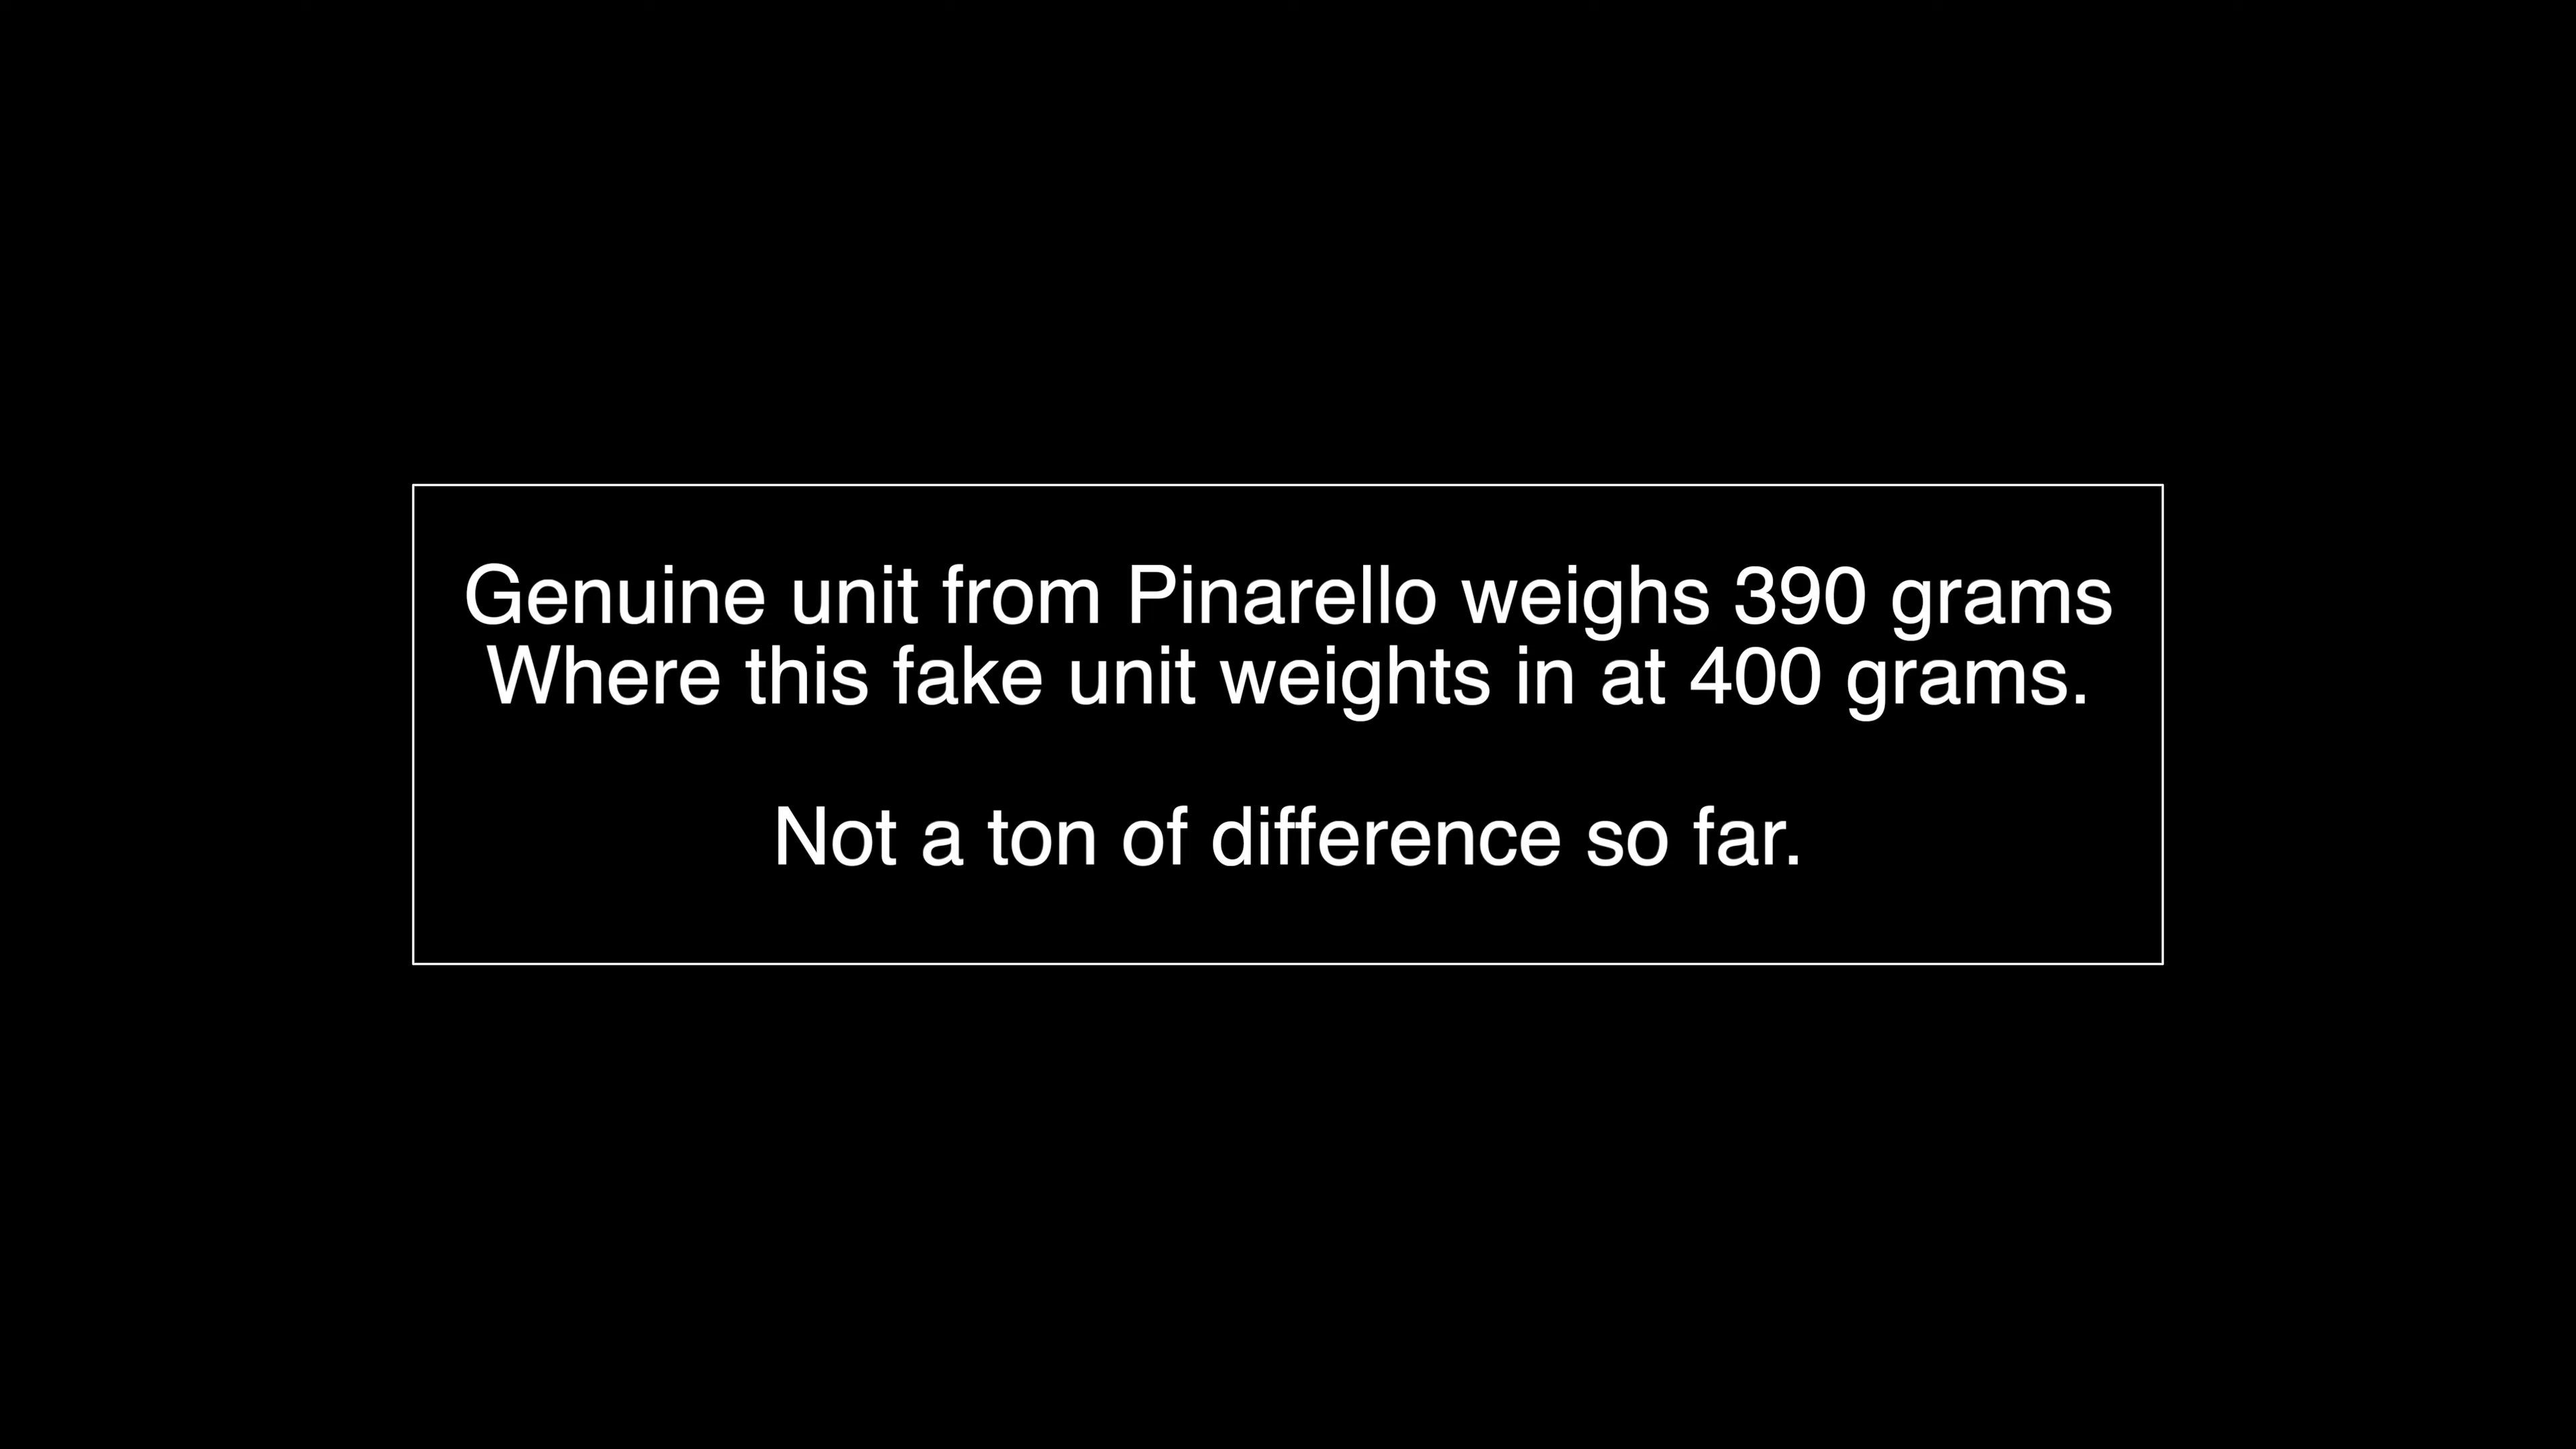 Genuine unit from Pinarello weighs 390 grams
Where this fake unit weights in at 400 grams.
Not a ton of difference so far.